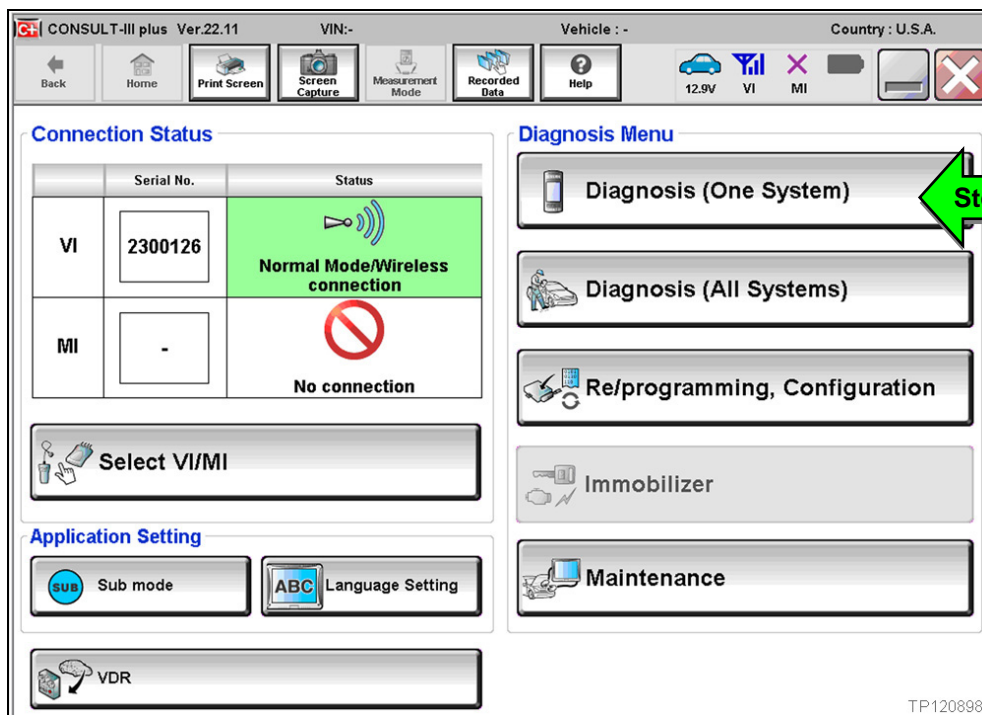 C+ CONSULT-III plus Ver.22.11 VIN:- Vehicle : - Country : U.S.A.
Back
Home
Print Screen
Screen
Capture
Measurement
Mode
Recorded
Data
Help
12.9V
VI
MI
Connection Status
Serial No. Status
VI 2300126 Normal Mode/Wireless
connection
MI - No connection
Select VI/MI
Application Setting
SUB Sub mode
ABC Language Setting
VDR
Diagnosis Menu
Diagnosis (One System)
Diagnosis (All Systems)
Re/programming, Configuration
Immobilizer
Maintenance
TP120898